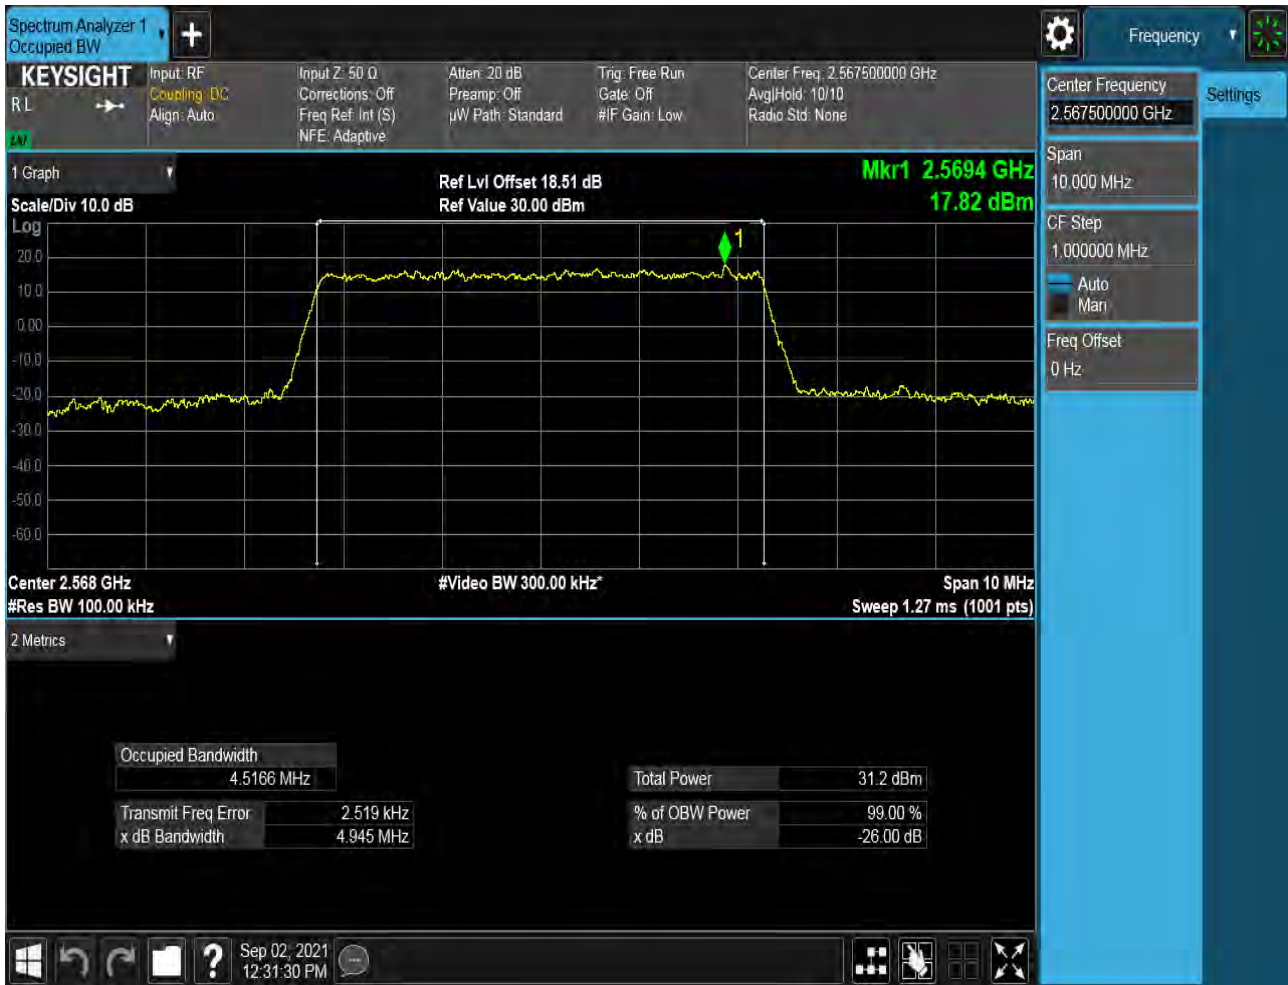 Spectrum Analyzer 1
Occupied BW
Frequency
KEYSIGHT
R L
Input: RF
Coupling: DC
Align: Auto
Input Z: 50 Ω
Corrections: Off
Freq Ref: Int (S)
NFE: Adaptive
Atten: 20 dB
Preamp: Off
µW Path: Standard
Trig: Free Run
Gate: Off
#IF Gain: Low
Center Freq: 2.567500000 GHz
Avg|Hold: 10/10
Radio Std: None
Center Frequency
2.567500000 GHz
Settings
Span
10.000 MHz
CF Step
1.000000 MHz
Auto
Man
Freq Offset
0 Hz
1 Graph
Scale/Div 10.0 dB
Log
Ref Lvl Offset 18.51 dB
Ref Value 30.00 dBm
Mkr1 2.5694 GHz
17.82 dBm
1
20.0
10.0
0.00
-10.0
-20.0
-30.0
-40.0
-50.0
-60.0
Center 2.568 GHz
#Res BW 100.00 kHz
#Video BW 300.00 kHz*
Span 10 MHz
Sweep 1.27 ms (1001 pts)
2 Metrics
Occupied Bandwidth
4.5166 MHz
Transmit Freq Error 2.519 kHz
x dB Bandwidth 4.945 MHz
Total Power 31.2 dBm
% of OBW Power 99.00 %
x dB -26.00 dB
?
Sep 02, 2021
12:31:30 PM